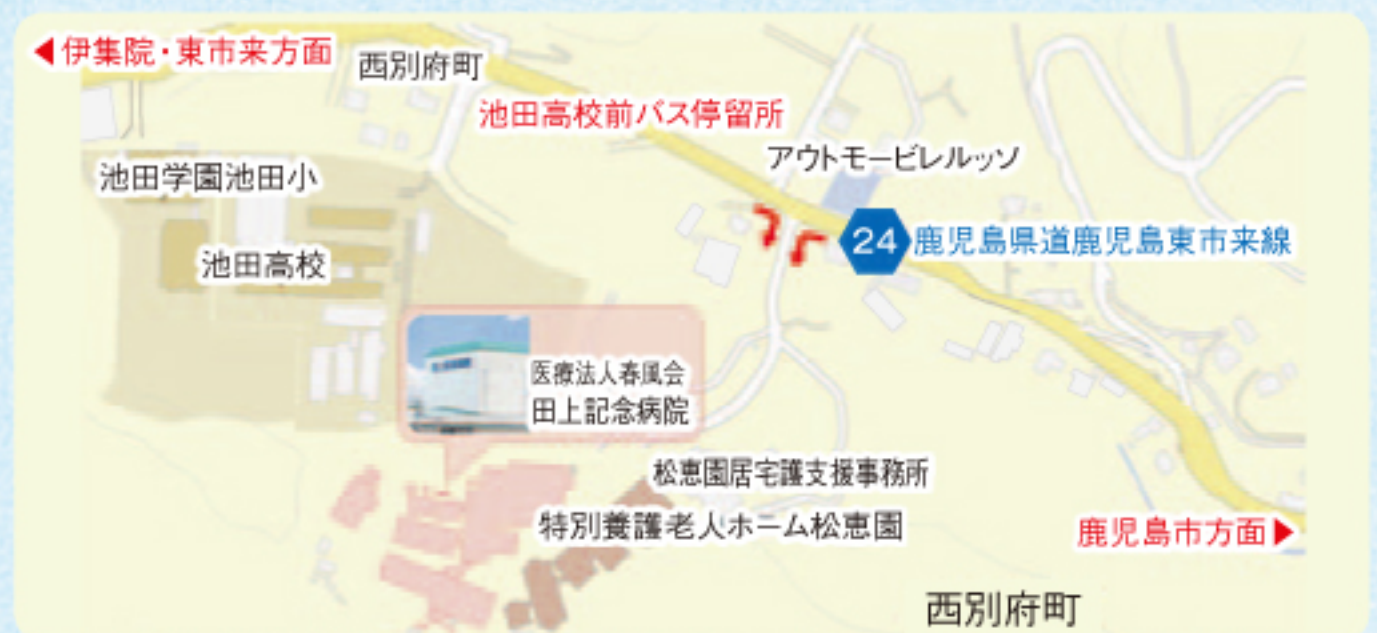 ◀伊集院・東市来方面
西別府町
池田高校前バス停留所
アウトモービレルッソ
池田学園池田小
24 鹿児島県道鹿児島東市来線
池田高校
医療法人春風会
田上記念病院
松恵園居宅護支援事務所
特別養護老人ホーム松恵園
鹿児島市方面▶
西別府町